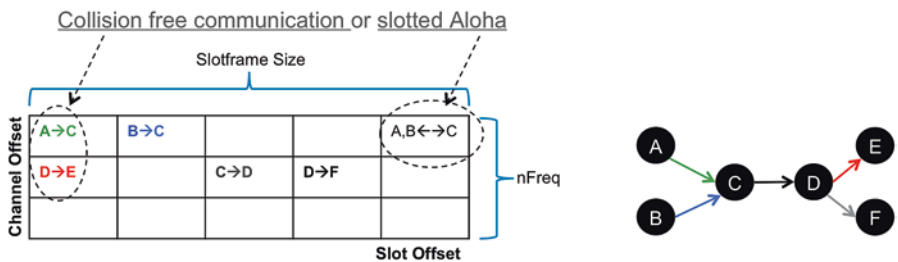 Collision free communication or slotted Aloha
Slotframe Size
Channel Offset
A→C
B→C
A,B←→C
D→E
C→D
D→F
nFreq
Slot Offset
A
B
C
D
E
F